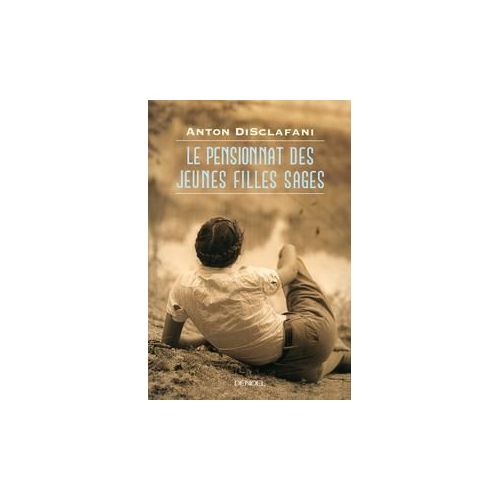 ANTON DISCLAFANI
LE PENSIONNAT DES
JEUNES FILLES SAGES
DENOËL